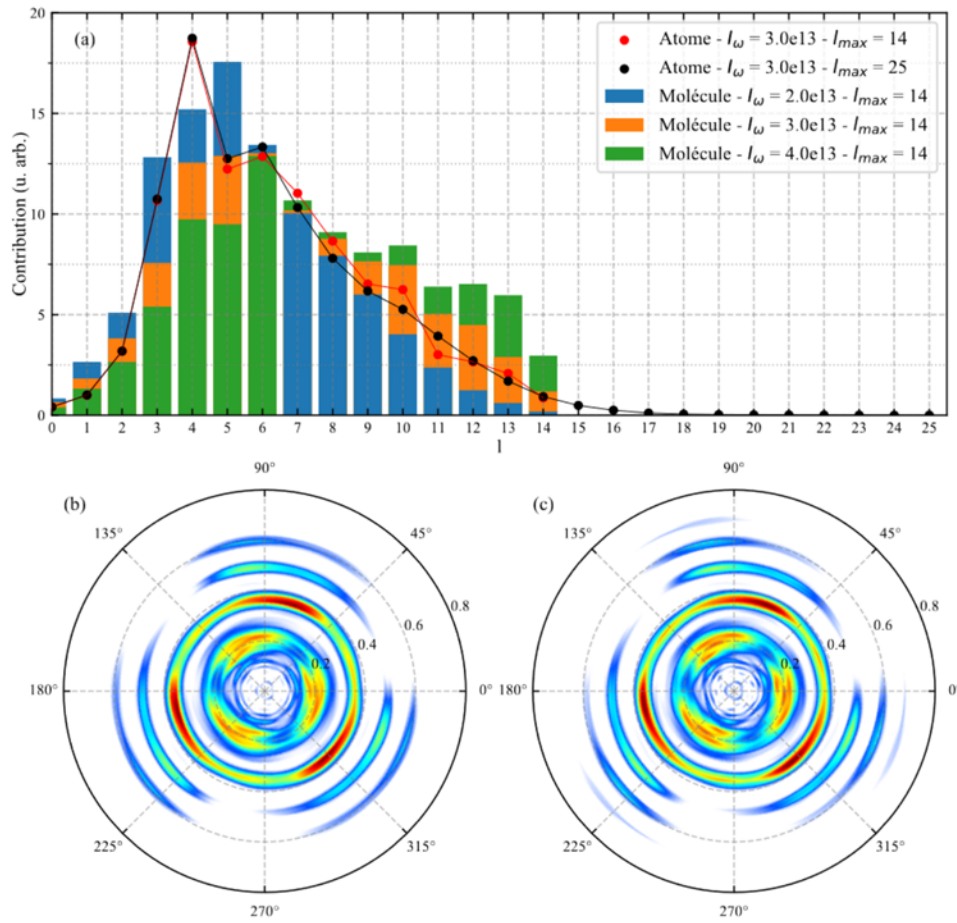 (a)
Atome - I_ω = 3.0e13 - l_max = 14
Atome - I_ω = 3.0e13 - l_max = 25
Molécule - I_ω = 2.0e13 - l_max = 14
Molécule - I_ω = 3.0e13 - l_max = 14
Molécule - I_ω = 4.0e13 - l_max = 14
Contribution (u. arb.)
20
15
10
5
0
0 1 2 3 4 5 6 7 8 9 10 11 12 13 14 15 16 17 18 19 20 21 22 23 24 25
l
(b)
90°
135°
45°
180°
0°
225°
315°
270°
0.2
0.4
0.6
0.8
(c)
90°
135°
45°
180°
0°
225°
315°
270°
0.2
0.4
0.6
0.8